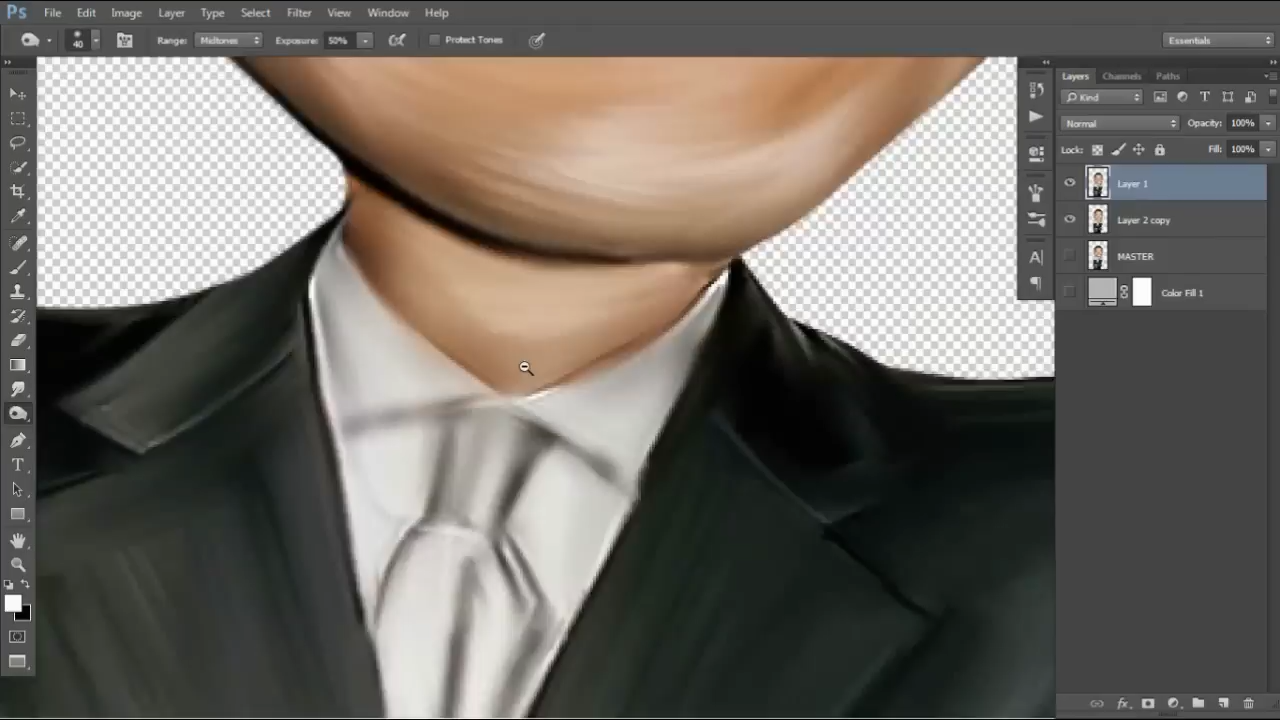 Ps File Edit Image Layer Type Select Filter View Window Help
40 Range: Midtones Exposure: 50% Protect Tones Essentials
Layers Channels Paths
Kind T
Normal Opacity: 100%
Lock: Fill: 100%
Layer 1
Layer 2 copy
MASTER
A
Color Fill 1
T
fx